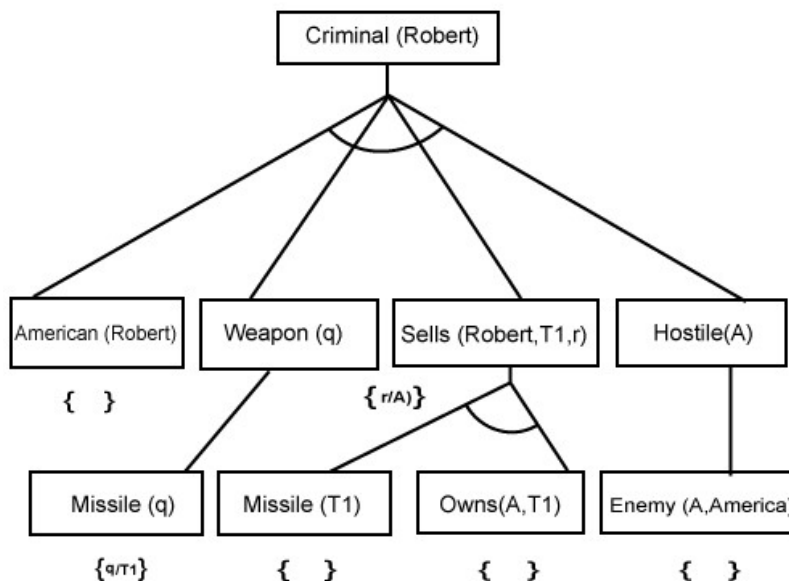 Criminal (Robert)
American (Robert)
Weapon (q)
Sells (Robert,T1,r)
Hostile(A)
{ }
{r/A)}
Missile (q)
Missile (T1)
Owns(A,T1)
Enemy (A,America)
{q/T1}
{ }
{ }
{ }